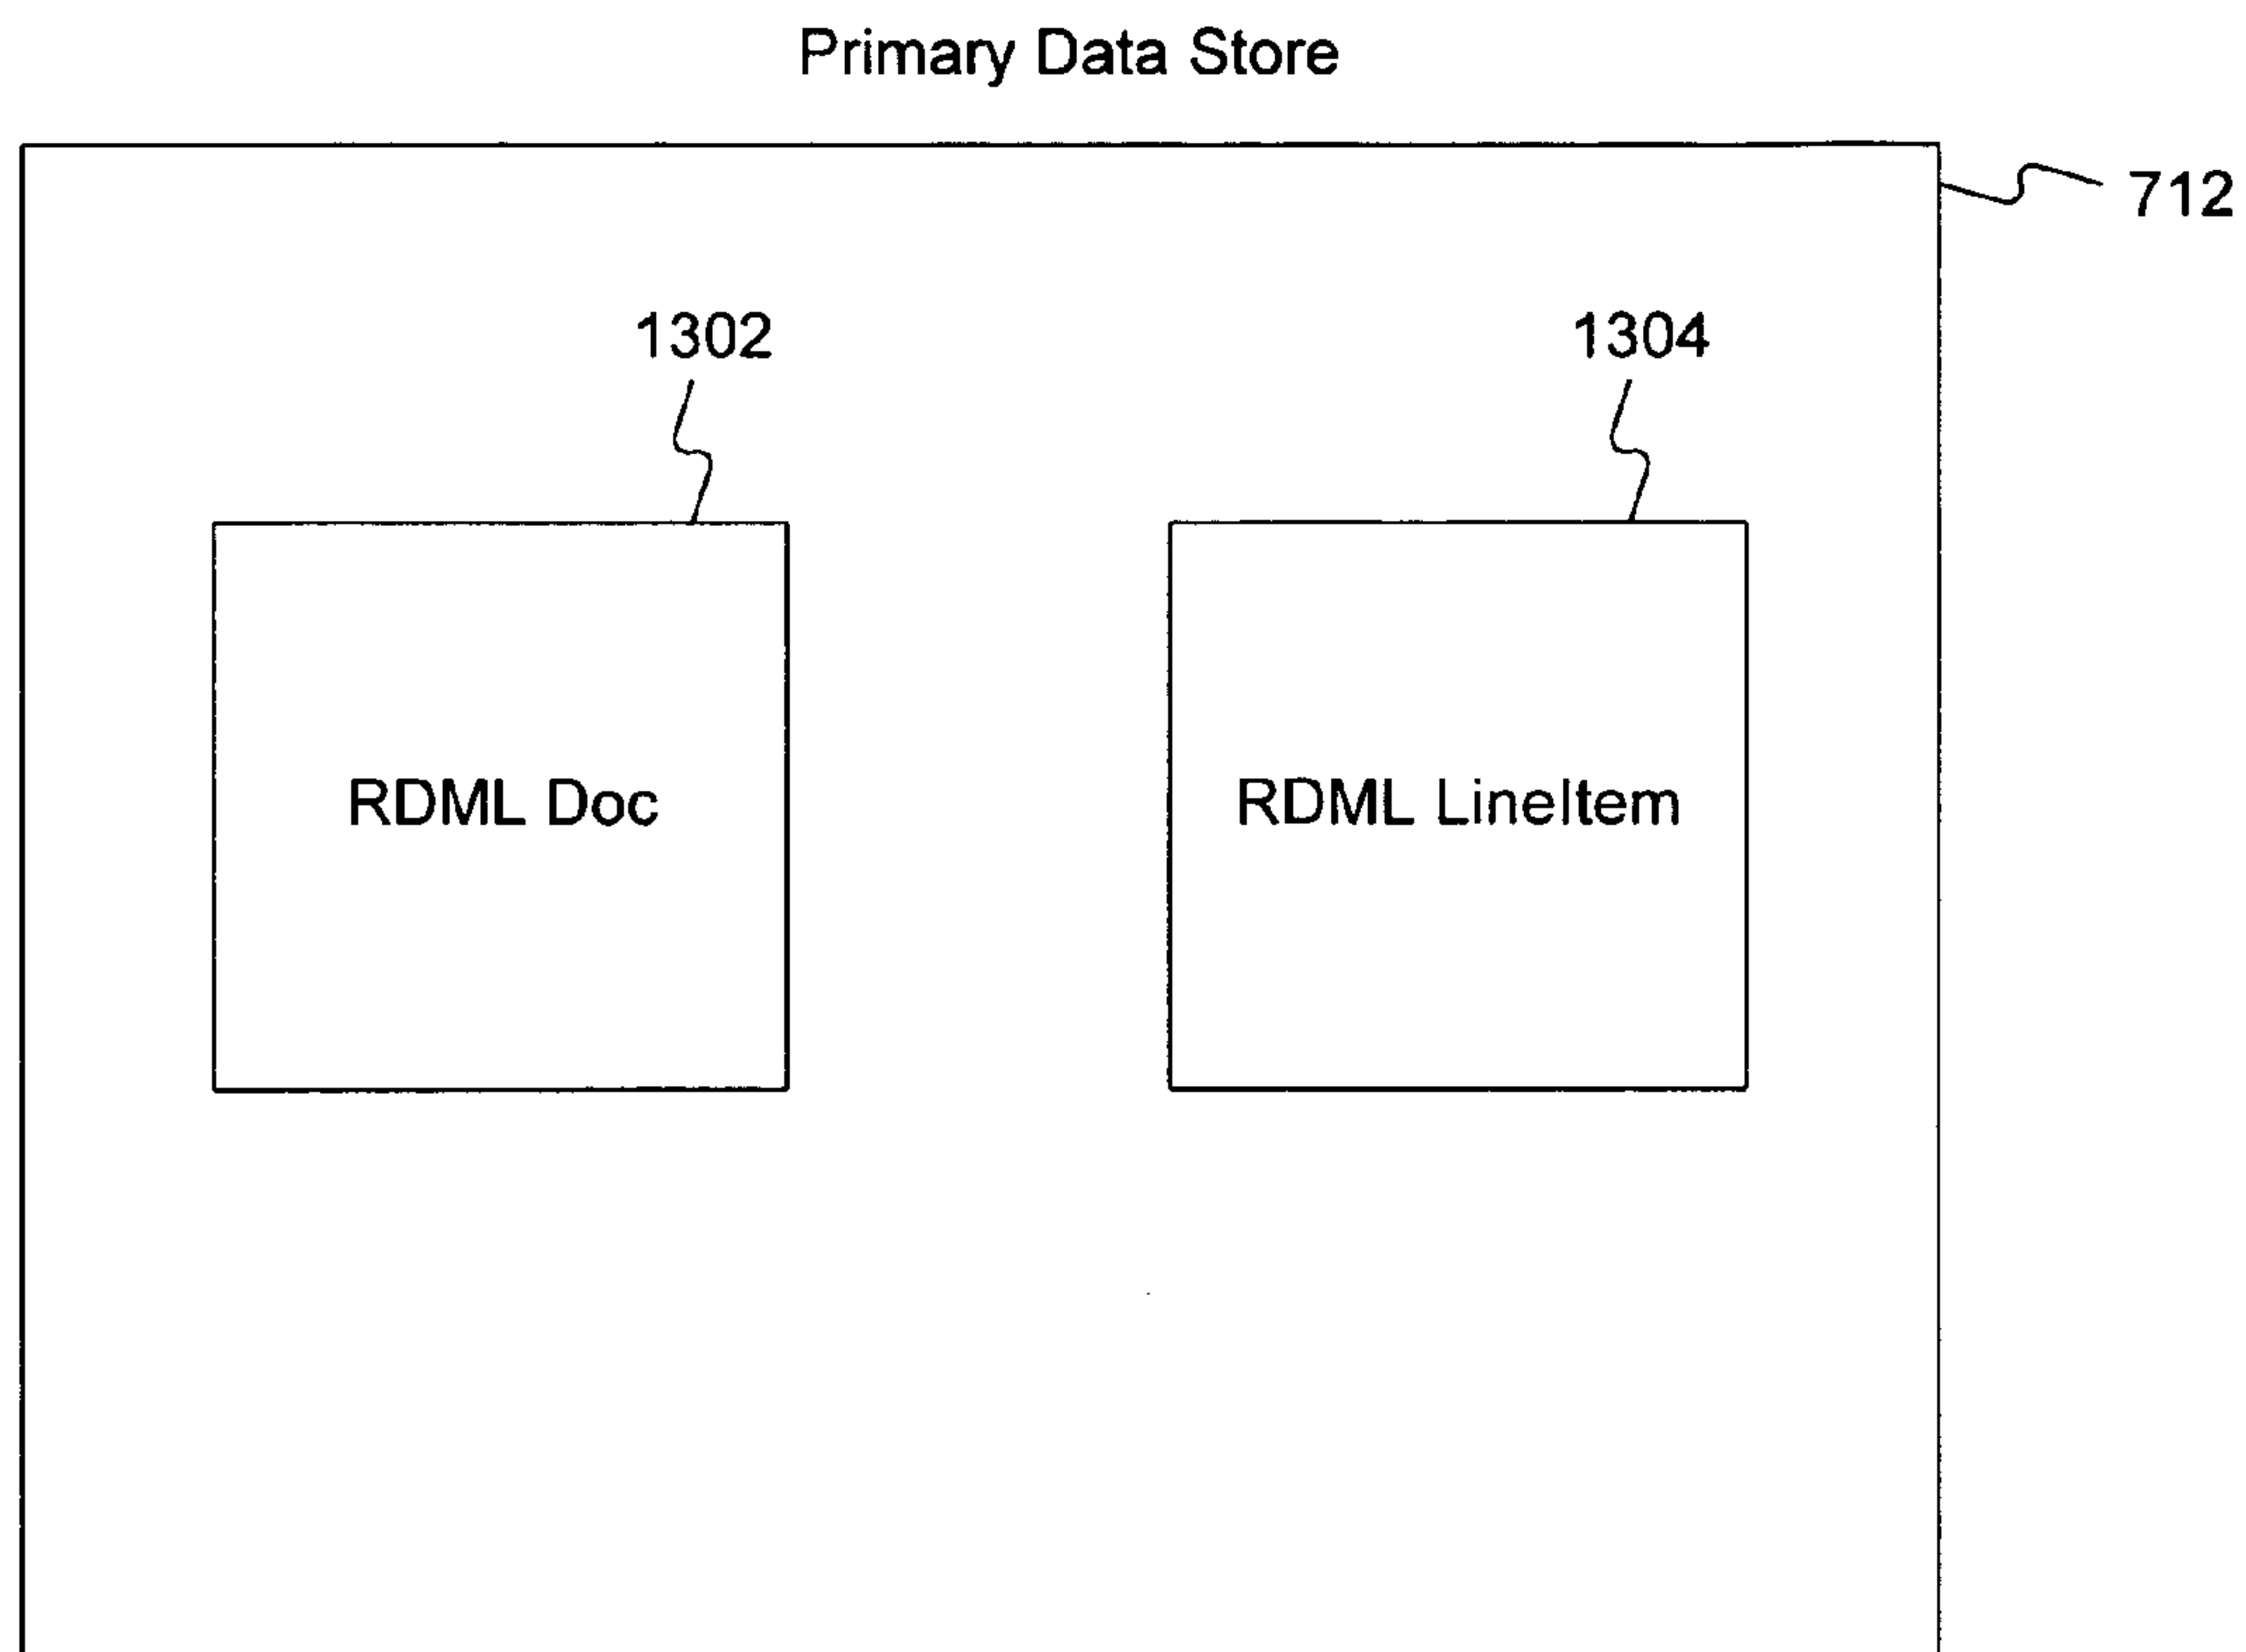 Primary Data Store
712
1302
1304
RDML Doc
RDML LineItem